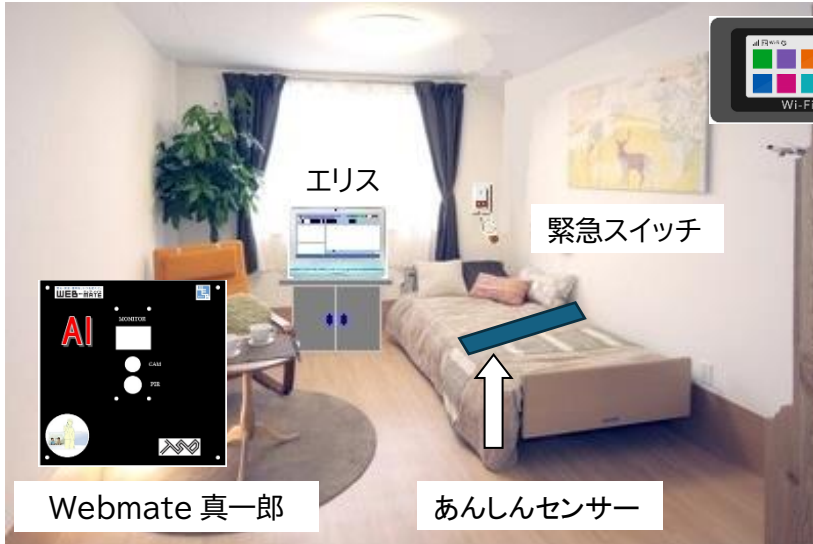 Wi-Fi
エリス
緊急スイッチ
WEB-MATE
AI
MONITOR
CAM
PIR
Webmate 真一郎
あんしんセンサー